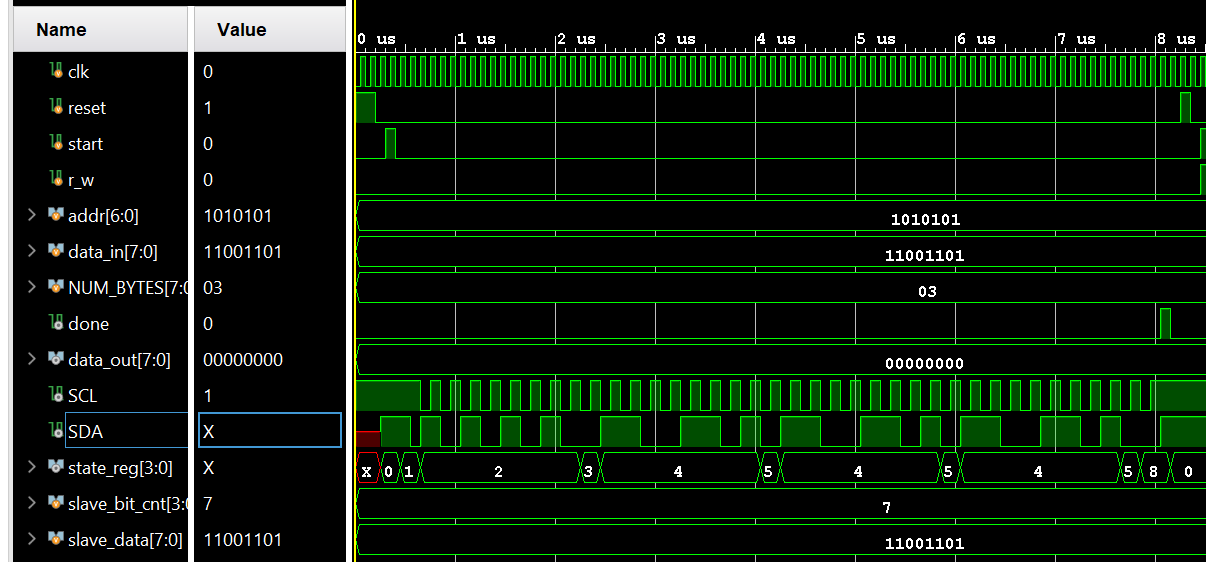 Name Value
0 us 1 us 2 us 3 us 4 us 5 us 6 us 7 us 8 us
clk 0
reset 1
start 0
r_w 0
addr[6:0] 1010101 1010101
data_in[7:0] 11001101 11001101
NUM_BYTES[7:0 03 03
done 0
data_out[7:0] 00000000 00000000
SCL 1
SDA X
state_reg[3:0] X X 0 1 2 3 4 5 4 5 4 5 8 0
slave_bit_cnt[3:0 7 7
slave_data[7:0] 11001101 11001101